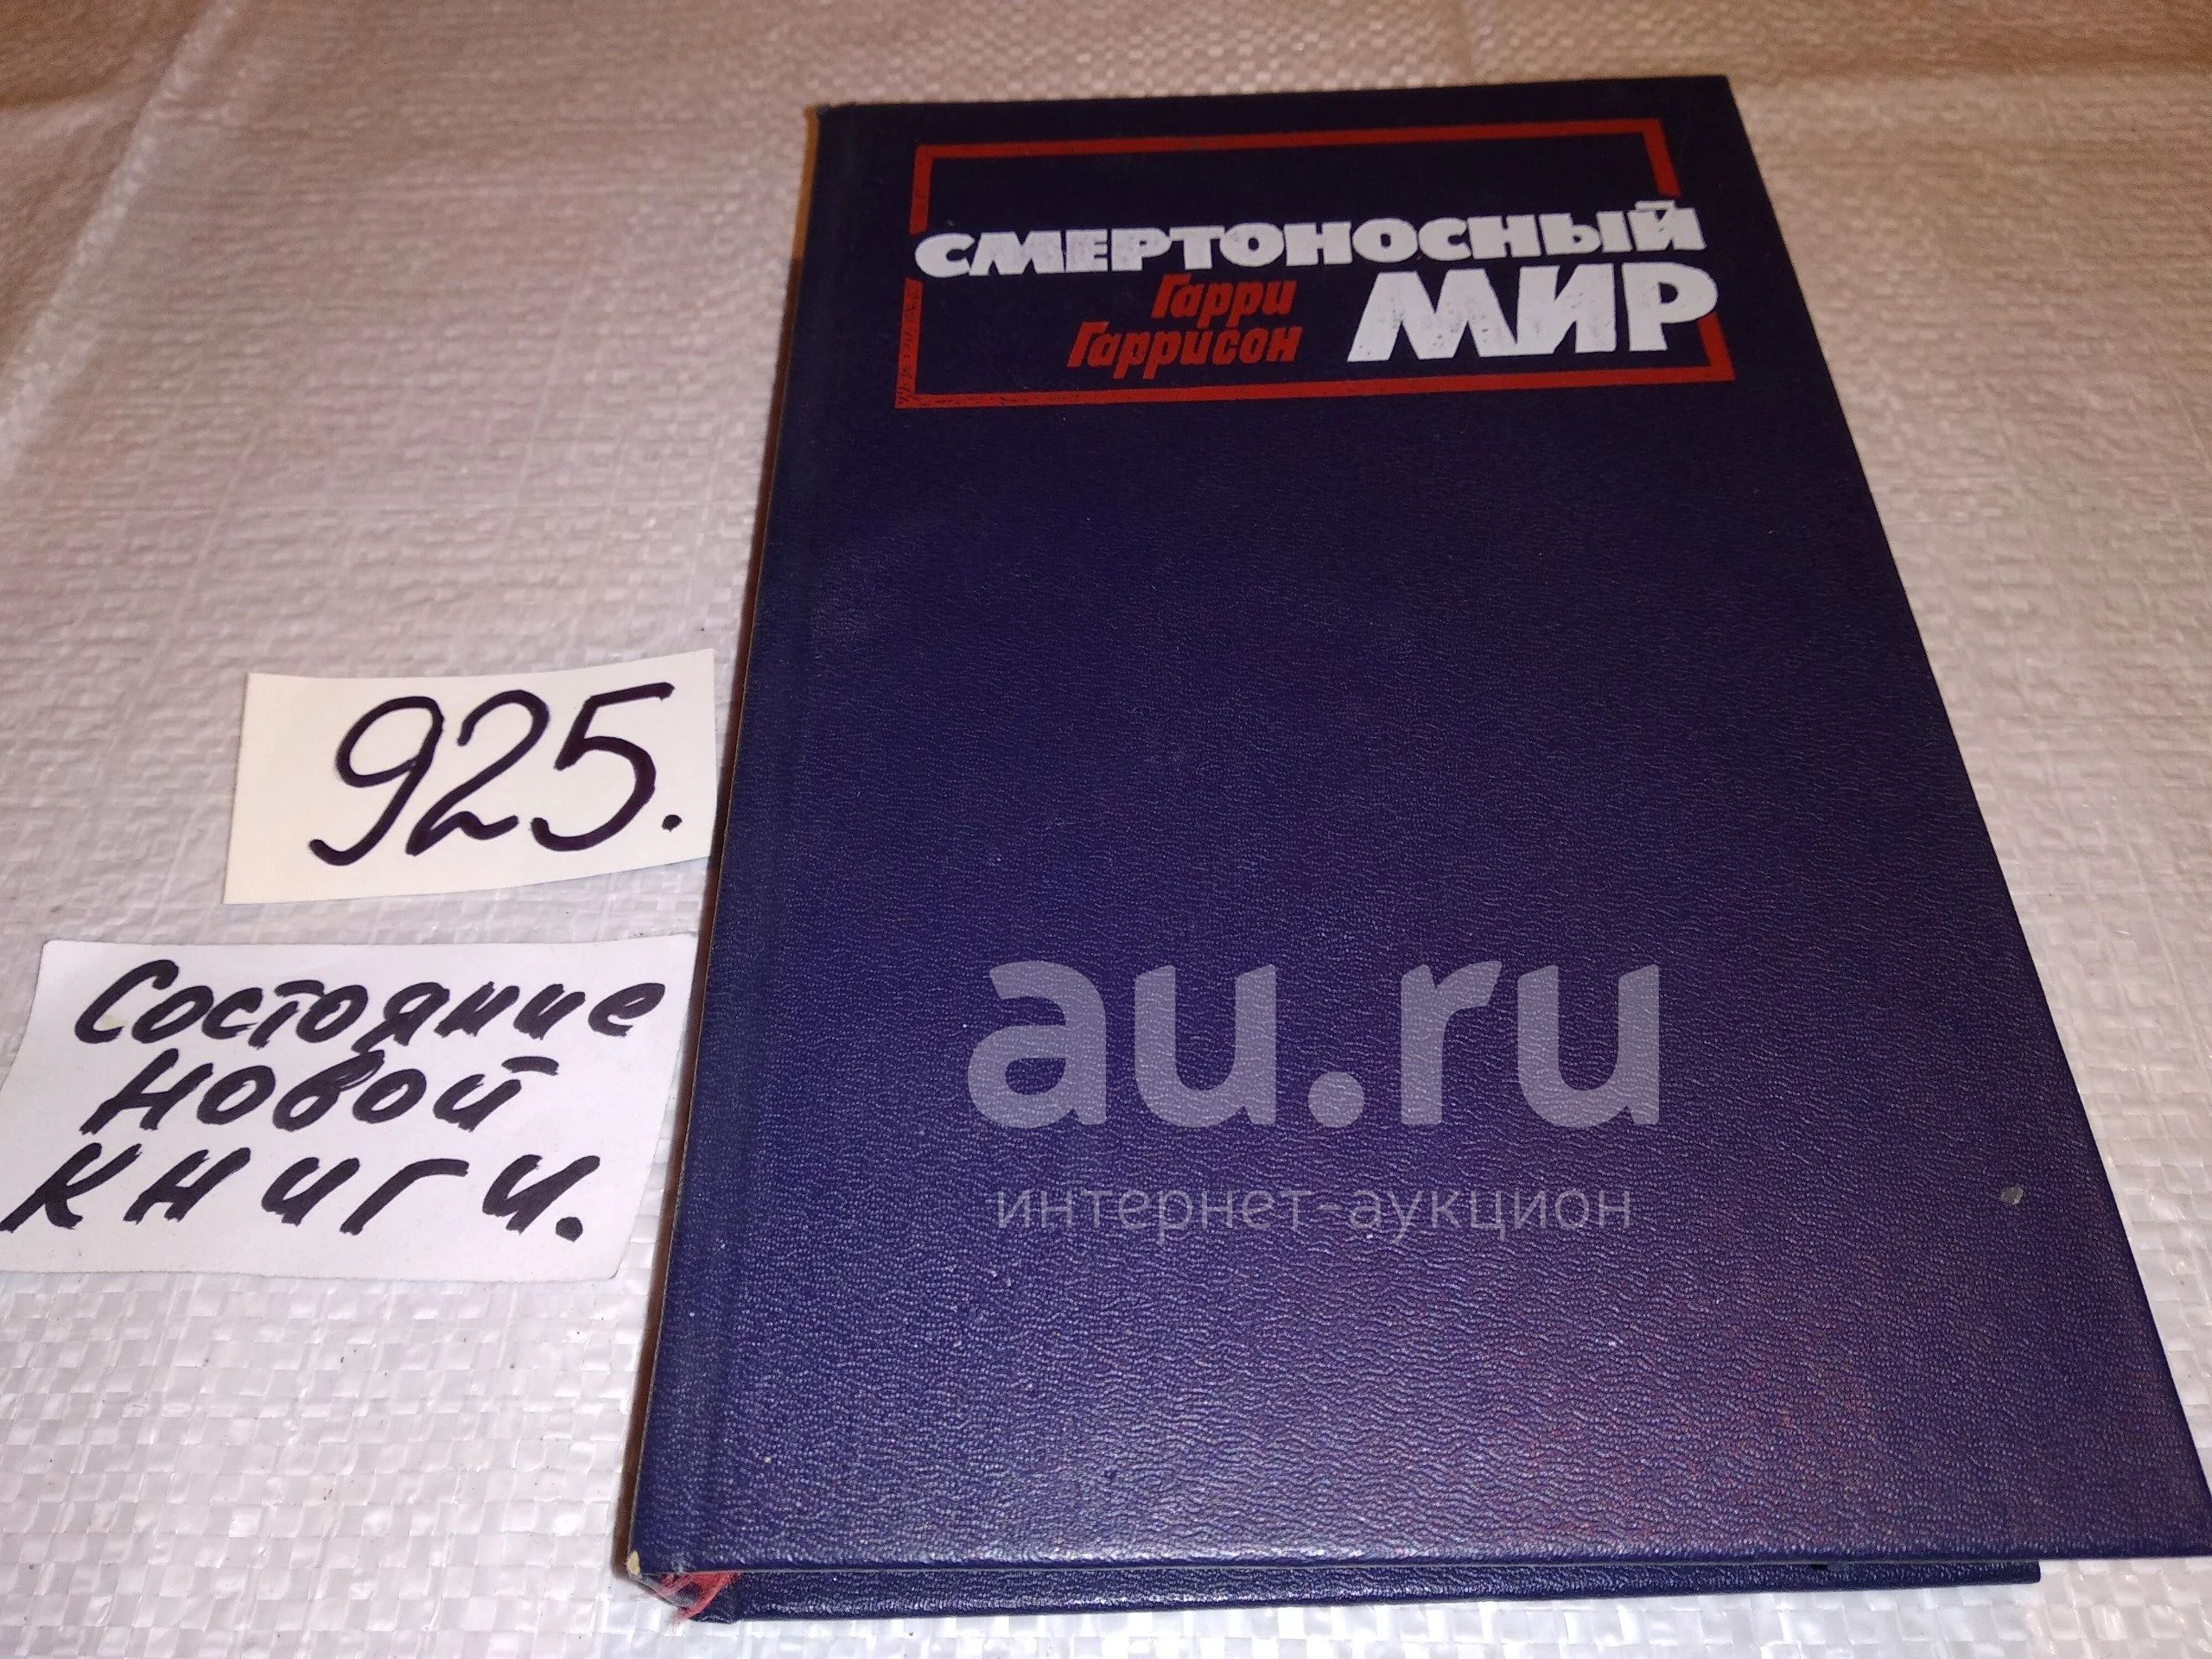 СМЕРТОНОСНЫЙ
Гарри
Гаррисон
МИР
925.
Состояние
новой
книги.
au.ru
интернет-аукцион